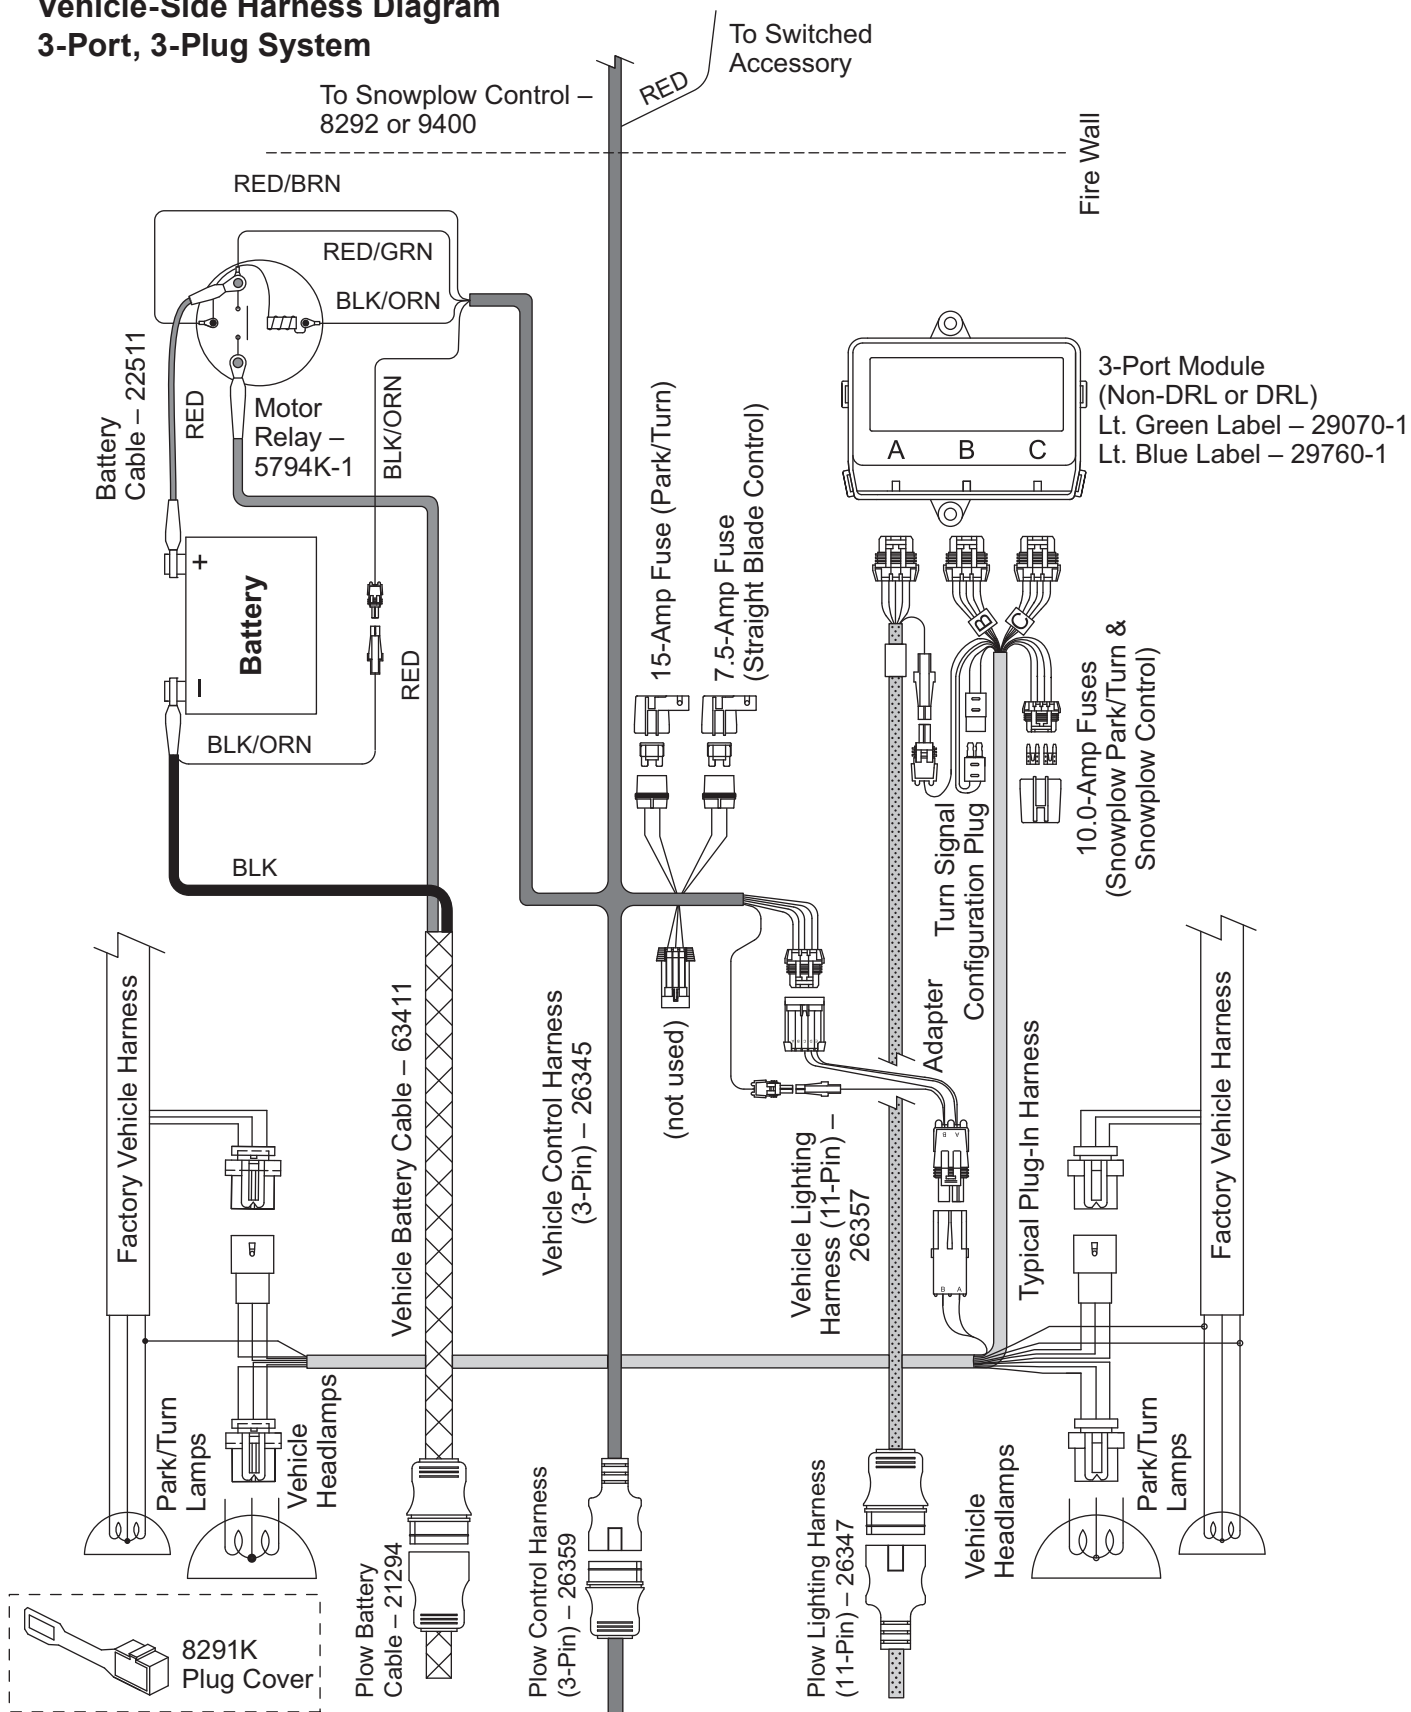 Vehicle-Side Harness Diagram
3-Port, 3-Plug System
To Switched
Accessory
RED
To Snowplow Control –
8292 or 9400
Fire Wall
RED/BRN
RED/GRN
BLK/ORN
Battery
Cable – 22511
RED
Motor
Relay –
5794K-1
BLK/ORN
+
–
Battery
RED
BLK/ORN
BLK
15-Amp Fuse (Park/Turn)
7.5-Amp Fuse
(Straight Blade Control)
A B C
3-Port Module
(Non-DRL or DRL)
Lt. Green Label – 29070-1
Lt. Blue Label – 29760-1
B
C
10.0-Amp Fuses
(Snowplow Park/Turn &
Snowplow Control)
Turn Signal
Configuration Plug
Adapter
(not used)
Factory Vehicle Harness
Vehicle Battery Cable – 63411
Vehicle Control Harness
(3-Pin) – 26345
Vehicle Lighting
Harness (11-Pin) –
26357
B A
B A
Typical Plug-In Harness
Factory Vehicle Harness
Park/Turn
Lamps
Vehicle
Headlamps
Plow Battery
Cable – 21294
Plow Control Harness
(3-Pin) – 26359
Plow Lighting Harness
(11-Pin) – 26347
Vehicle
Headlamps
Park/Turn
Lamps
8291K
Plug Cover